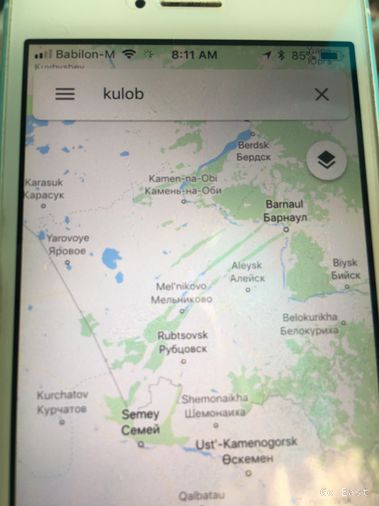 Babilon-M 8:11 AM 85%
Kuybyshev
kulob
Berdsk
Бердск
Kamen-na-Obi
Камень-на-Оби
Karasuk
Карасук
Barnaul
Барнаул
Yarovoye
Яровое
Aleysk
Алейск
Biysk
Бийск
Mel'nikovo
Мельниково
Belokurikha
Белокуриха
Rubtsovsk
Рубцовск
Kurchatov
Курчатов
Shemonaikha
Шемонаиха
Semey
Семей
Ust'-Kamenogorsk
Өскемен
Qalbatau
Go East